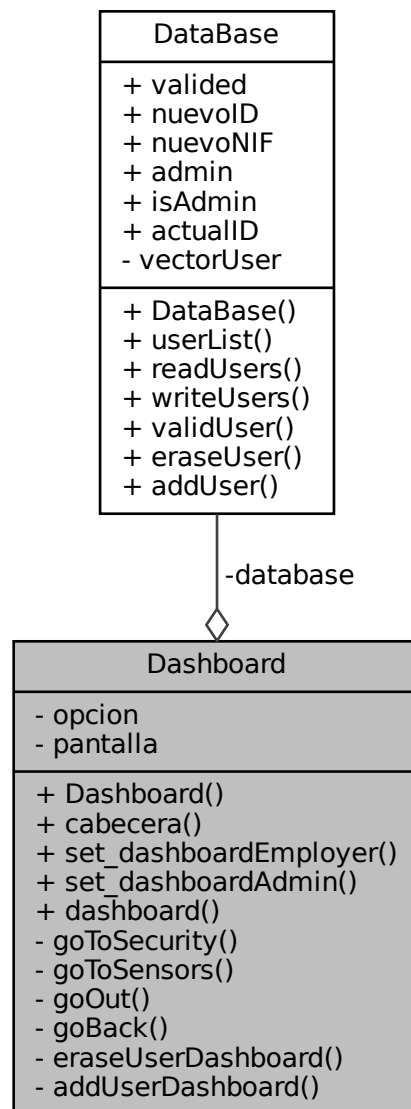 DataBase
+ valided
+ nuevoID
+ nuevoNIF
+ admin
+ isAdmin
+ actualID
- vectorUser
+ DataBase()
+ userList()
+ readUsers()
+ writeUsers()
+ validUser()
+ eraseUser()
+ addUser()
-database
Dashboard
- opcion
- pantalla
+ Dashboard()
+ cabecera()
+ set_dashboardEmployer()
+ set_dashboardAdmin()
+ dashboard()
- goToSecurity()
- goToSensors()
- goOut()
- goBack()
- eraseUserDashboard()
- addUserDashboard()